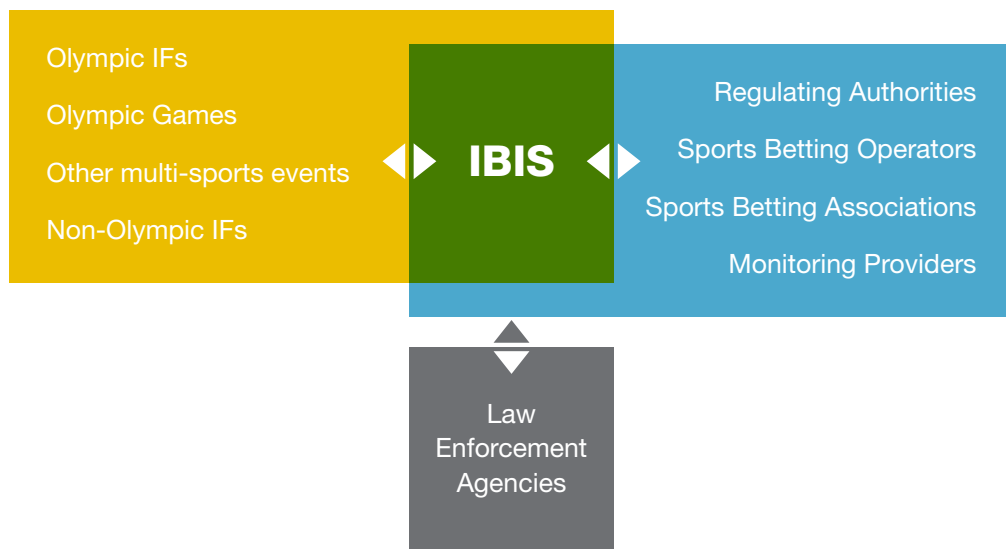 Olympic IFs
Olympic Games
Other multi-sports events
Non-Olympic IFs
IBIS
Regulating Authorities
Sports Betting Operators
Sports Betting Associations
Monitoring Providers
Law
Enforcement
Agencies